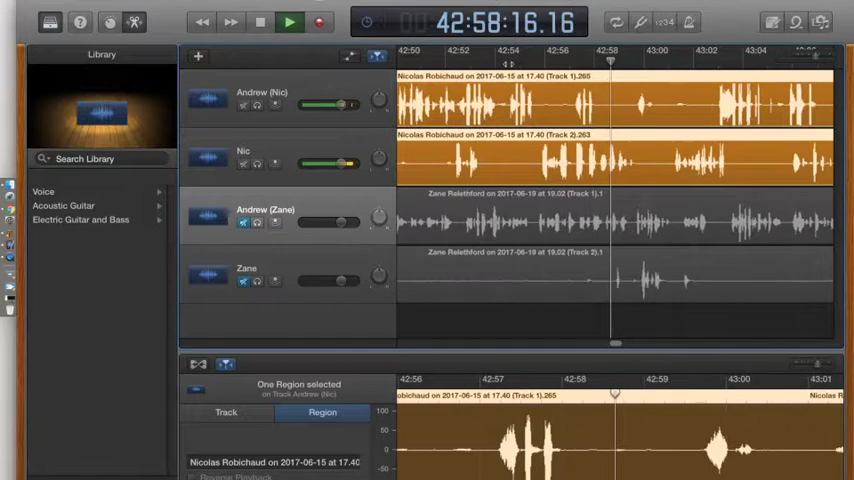 42:58:16.16
1234
Library
42:50 42:52 42:54 42:56 42:58 43:00 43:02
Andrew (Nic)
Nicolas Robichaud on 2017-06-15 at 17.40 (Track 1).265
Nic
Nicolas Robichaud on 2017-06-15 at 17.40 (Track 2).263
Search Library
Voice
Acoustic Guitar
Electric Guitar and Bass
Andrew (Zane)
Zane Relethford on 2017-06-19 at 19.02 (Track 1).1
Zane
Zane Relethford on 2017-06-19 at 19.02 (Track 2).1
42:56 42:57 42:58 42:59 43:00 43:01
One Region selected
on Track Andrew (Nic)
obichaud on 2017-06-15 at 17.40 (Track 1).265
Nicolas R
Track Region
100
50
0
-50
Nicolas Robichaud on 2017-06-15 at 17.40
Reverse Playback